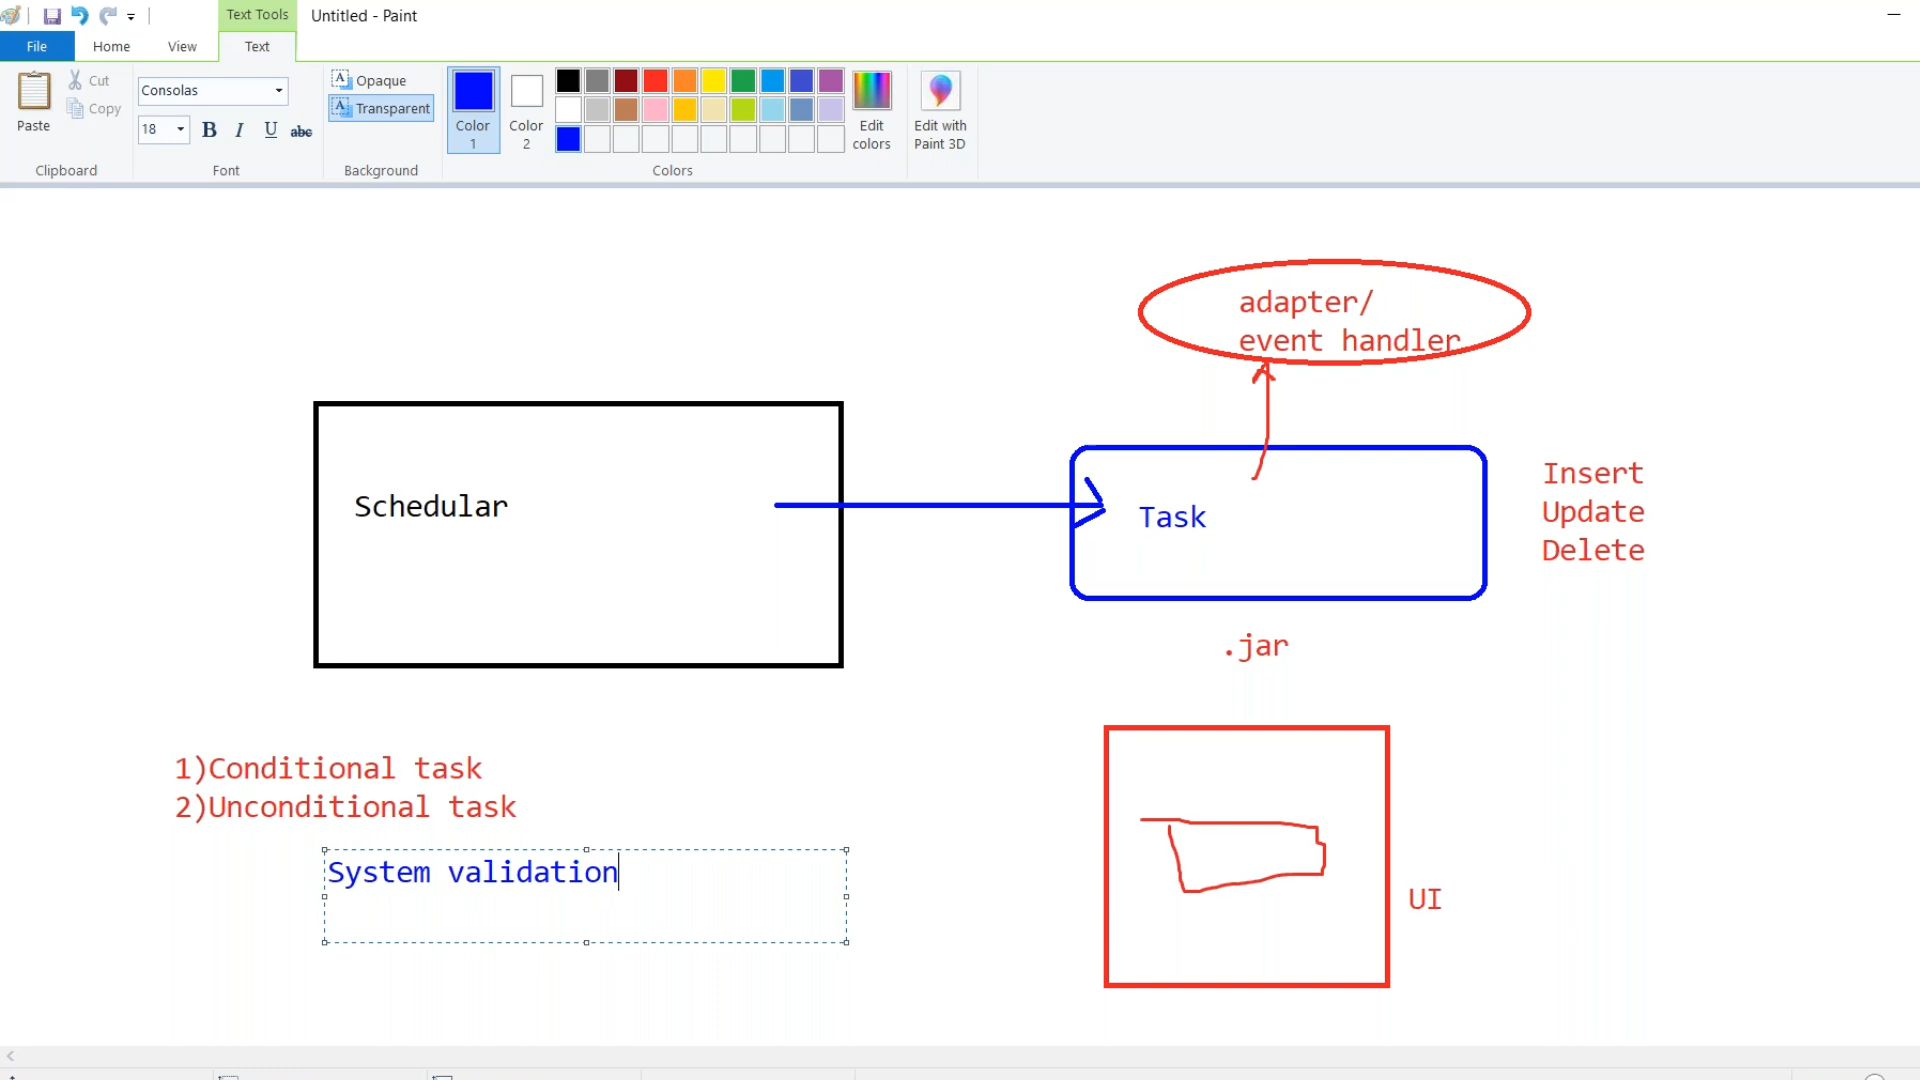 Text Tools
Untitled - Paint
File
Home
View
Text
Paste
Cut
Copy
Clipboard
Consolas
18
B
I
U
abc
Font
A Opaque
A Transparent
Background
Color
1
Color
2
Edit
colors
Colors
Edit with
Paint 3D
adapter/
event handler
Schedular
Task
Insert
Update
Delete
.jar
1)Conditional task
2)Unconditional task
System validation
UI